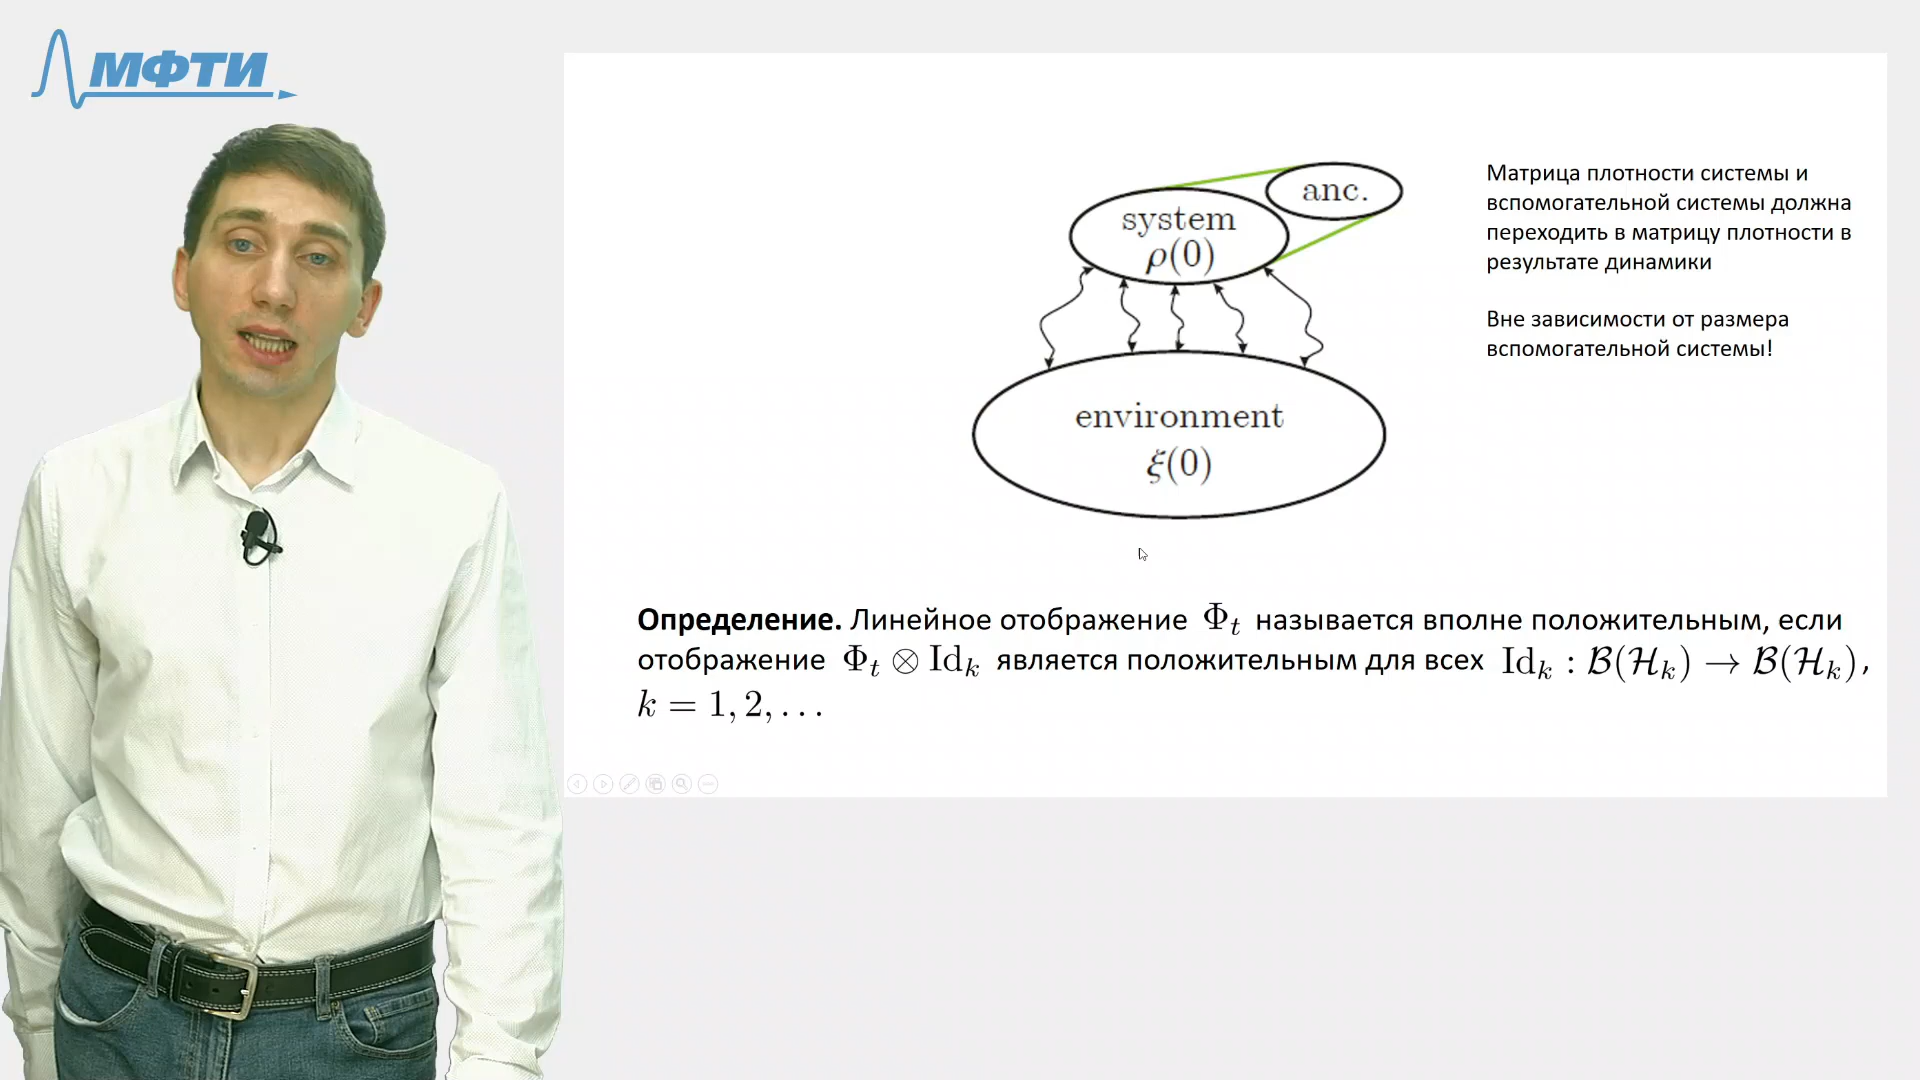 МФТИ
anc.
system
ρ(0)
environment
ξ(0)
Матрица плотности системы и
вспомогательной системы должна
переходить в матрицу плотности в
результате динамики
Вне зависимости от размера
вспомогательной системы!
Определение. Линейное отображение Φ_t называется вполне положительным, если
отображение Φ_t ⊗ Id_k является положительным для всех Id_k : ℬ(ℋ_k) → ℬ(ℋ_k),
k = 1, 2, . . .